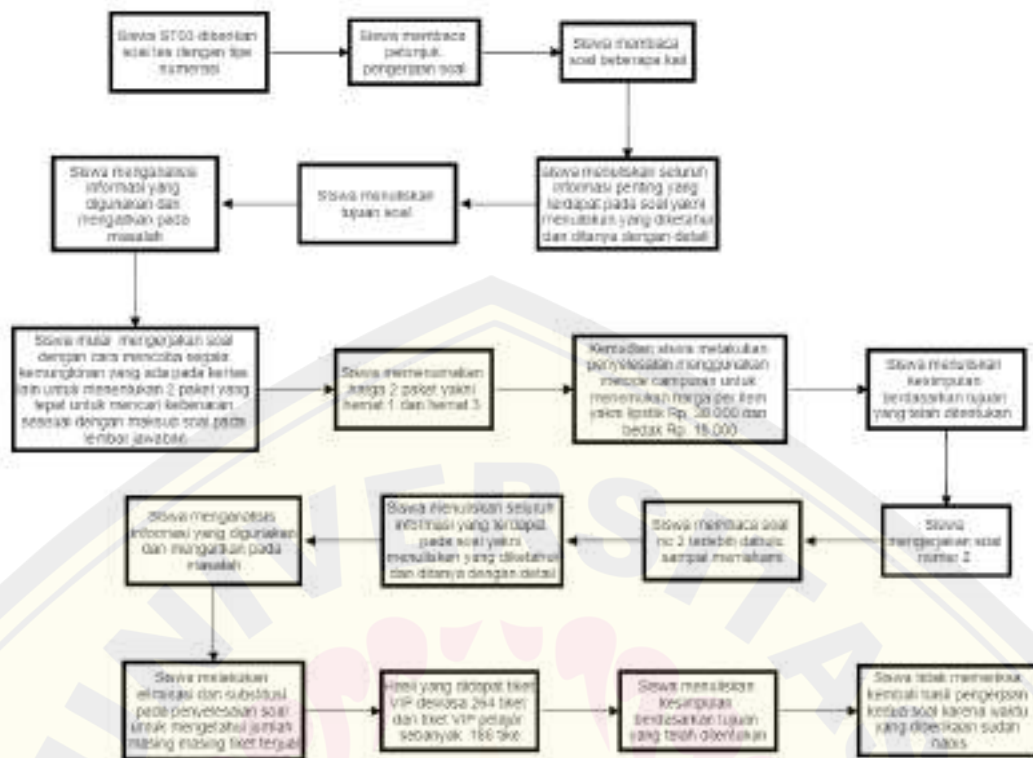 Siswa ST03 diberikan
soal tes dengan tipe
numerasi
Siswa membaca
petunjuk
pengerjaan soal
Siswa membaca
soal beberapa kali
Siswa menuliskan seluruh
informasi penting yang
terdapat pada soal yakni
menuliskan yang diketahui
dan ditanya dengan detail
Siswa menuliskan
tujuan soal
Siswa menganalisis
informasi yang
digunakan dan
mengaitkan pada
masalah
Siswa mulai mengerjakan soal
dengan cara mencoba segala
kemungkinan yang ada pada kertas
lain untuk menentukan 2 paket yang
tepat untuk mencari kebenaran
sesuai dengan maksud soal pada
lembar jawaban
Siswa
harga 2 paket yakni
hemat 1 dan hemat 3
Kemudian siswa melakukan
penyelesaian menggunakan
metode campuran untuk
menemukan harga per item
yakni lipstik Rp. 30.000 dan
bedak Rp.
Siswa menuliskan
kesimpulan
berdasarkan tujuan
yang telah ditentukan
Siswa
mengerjakan soal
nomor 2
Siswa membaca soal
no 2 terlebih dahulu
sampai memahami
Siswa menuliskan seluruh
informasi yang terdapat
pada soal yakni
menuliskan yang diketahui
dan ditanya dengan detail
Siswa menganalisis
informasi yang digunakan
dan mengaitkan pada
masalah
Siswa melakukan
eliminasi dan substitusi
pada penyelesaian soal
untuk mengetahui jumlah
masing masing tiket terjual
Hasil yang didapat tiket
VIP dewasa 264 tiket
dan tiket VIP pelajar
sebanyak 186 tike
Siswa menuliskan
kesimpulan
berdasarkan tujuan
yang telah ditentukan
Siswa tidak memeriksa
kembali hasil pengerjaan
kedua soal karena waktu
yang diberikaan sudah
habis
UNIVERSITAS